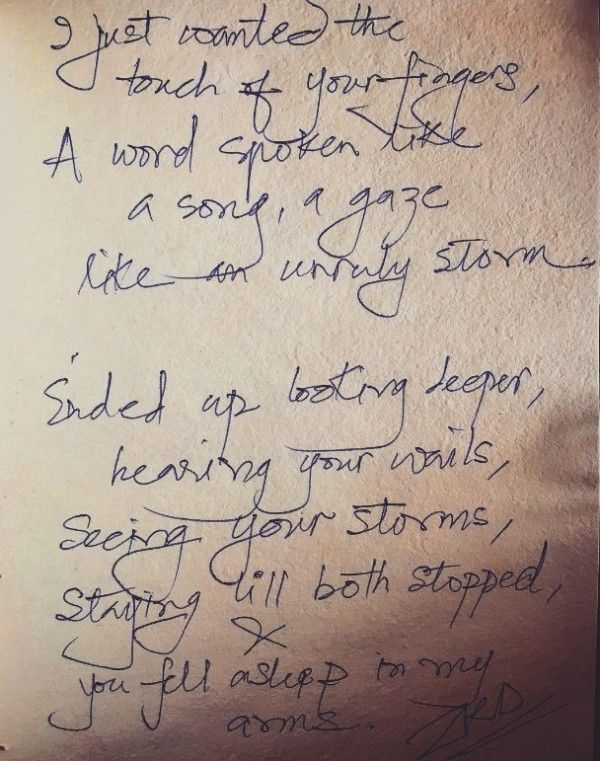 I just wanted the
touch of your fingers,
A word spoken like
a song, a gaze
like an unruly storm.
Ended up looking deeper,
hearing your wails,
Seeing your storms,
Staying till both stopped,
&
you fell asleep in my
arms.